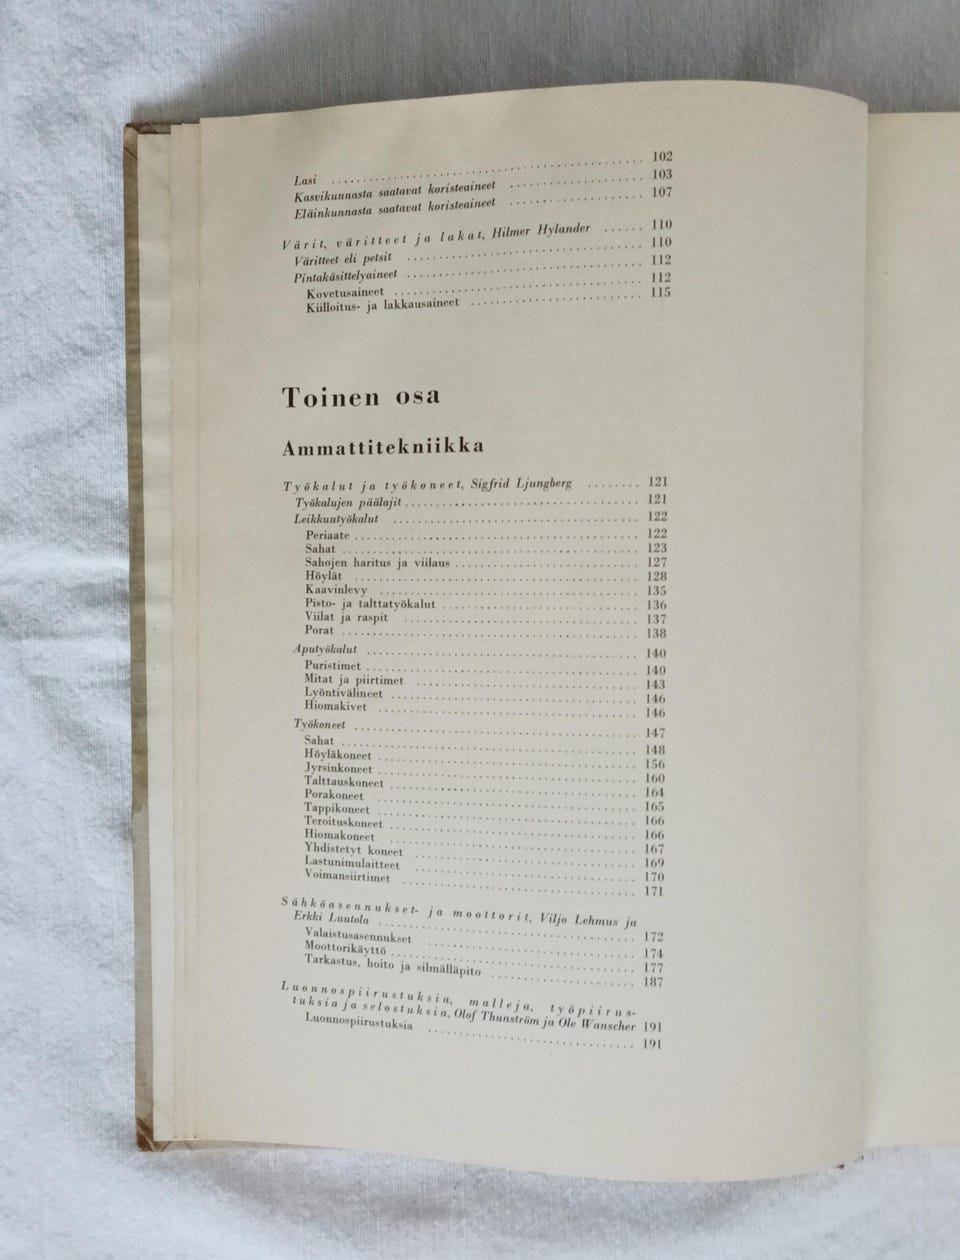 Lasi 102
Kasvikunnasta saatavat koristeaineet 103
Eläinkunnasta saatavat koristeaineet 107
Värit, väritteet ja lakat, Hilmer Hylander 110
Väritteet eli petsit 110
Pintakäsittelyaineet 112
Kovetusaineet 112
Kiilloitus- ja lakkausaineet 115
Toinen osa
Ammattitekniikka
Työkalut ja työkoneet, Sigfrid Ljungberg 121
Työkalujen päälajit 121
Leikkuutyökalut 122
Periaate 122
Sahat 123
Sahojen haritus ja viilaus 127
Höylät 128
Kaavinlevy 135
Pisto- ja talttatyökalut 136
Viilat ja raspit 137
Porat 138
Aputyökalut 140
Puristimet 140
Mitat ja piirtimet 143
Lyöntivälineet 146
Hiomakivet 146
Työkoneet 147
Sahat 148
Höyläkoneet 156
Jyrsinkoneet 160
Talttauskoneet 164
Porakoneet 165
Tappikoneet 166
Teroituskoneet 166
Hiomakoneet 167
Yhdistetyt koneet 169
Lastunimulaitteet 170
Voimansiirtimet 171
Sähköasennukset- ja moottorit, Viljo Lehmus ja
Erkki Luutola 172
Valaistusasennukset 174
Moottorikäyttö 177
Tarkastus, hoito ja silmälläpito 187
Luonnospiirustuksia, malleja, työpiirus-
tuksia ja selostuksia, Olof Thunström ja Ole Wanscher 191
Luonnospiirustuksia 191